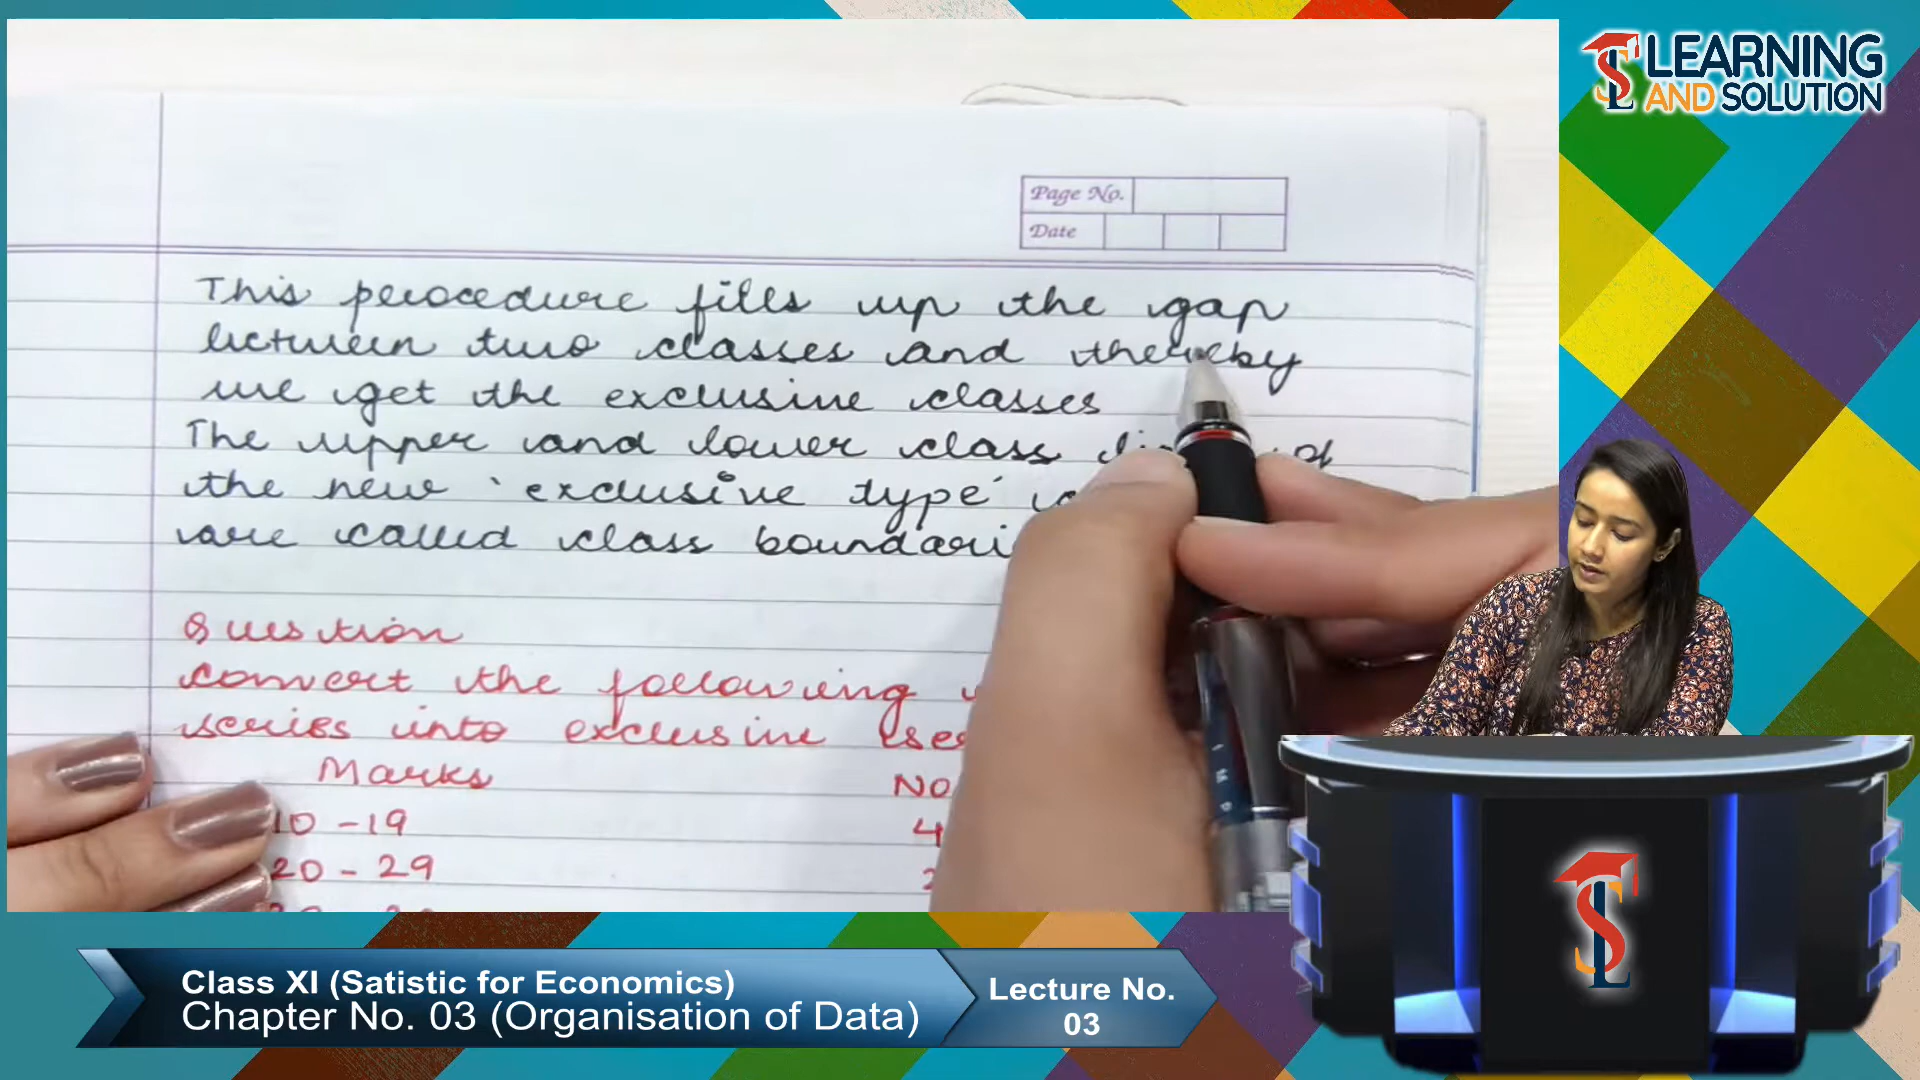 LEARNING
AND SOLUTION
Page No.
Date
This procedure fills up the gap
between two classes and thereby
we get the exclusive classes
The upper and lower class of
the new 'exclusive type'
are called class
Question
convert the following
series into exclusive
Marks
10-19
20-29
Class XI (Satistic for Economics)
Chapter No. 03 (Organisation of Data)
Lecture No.
03